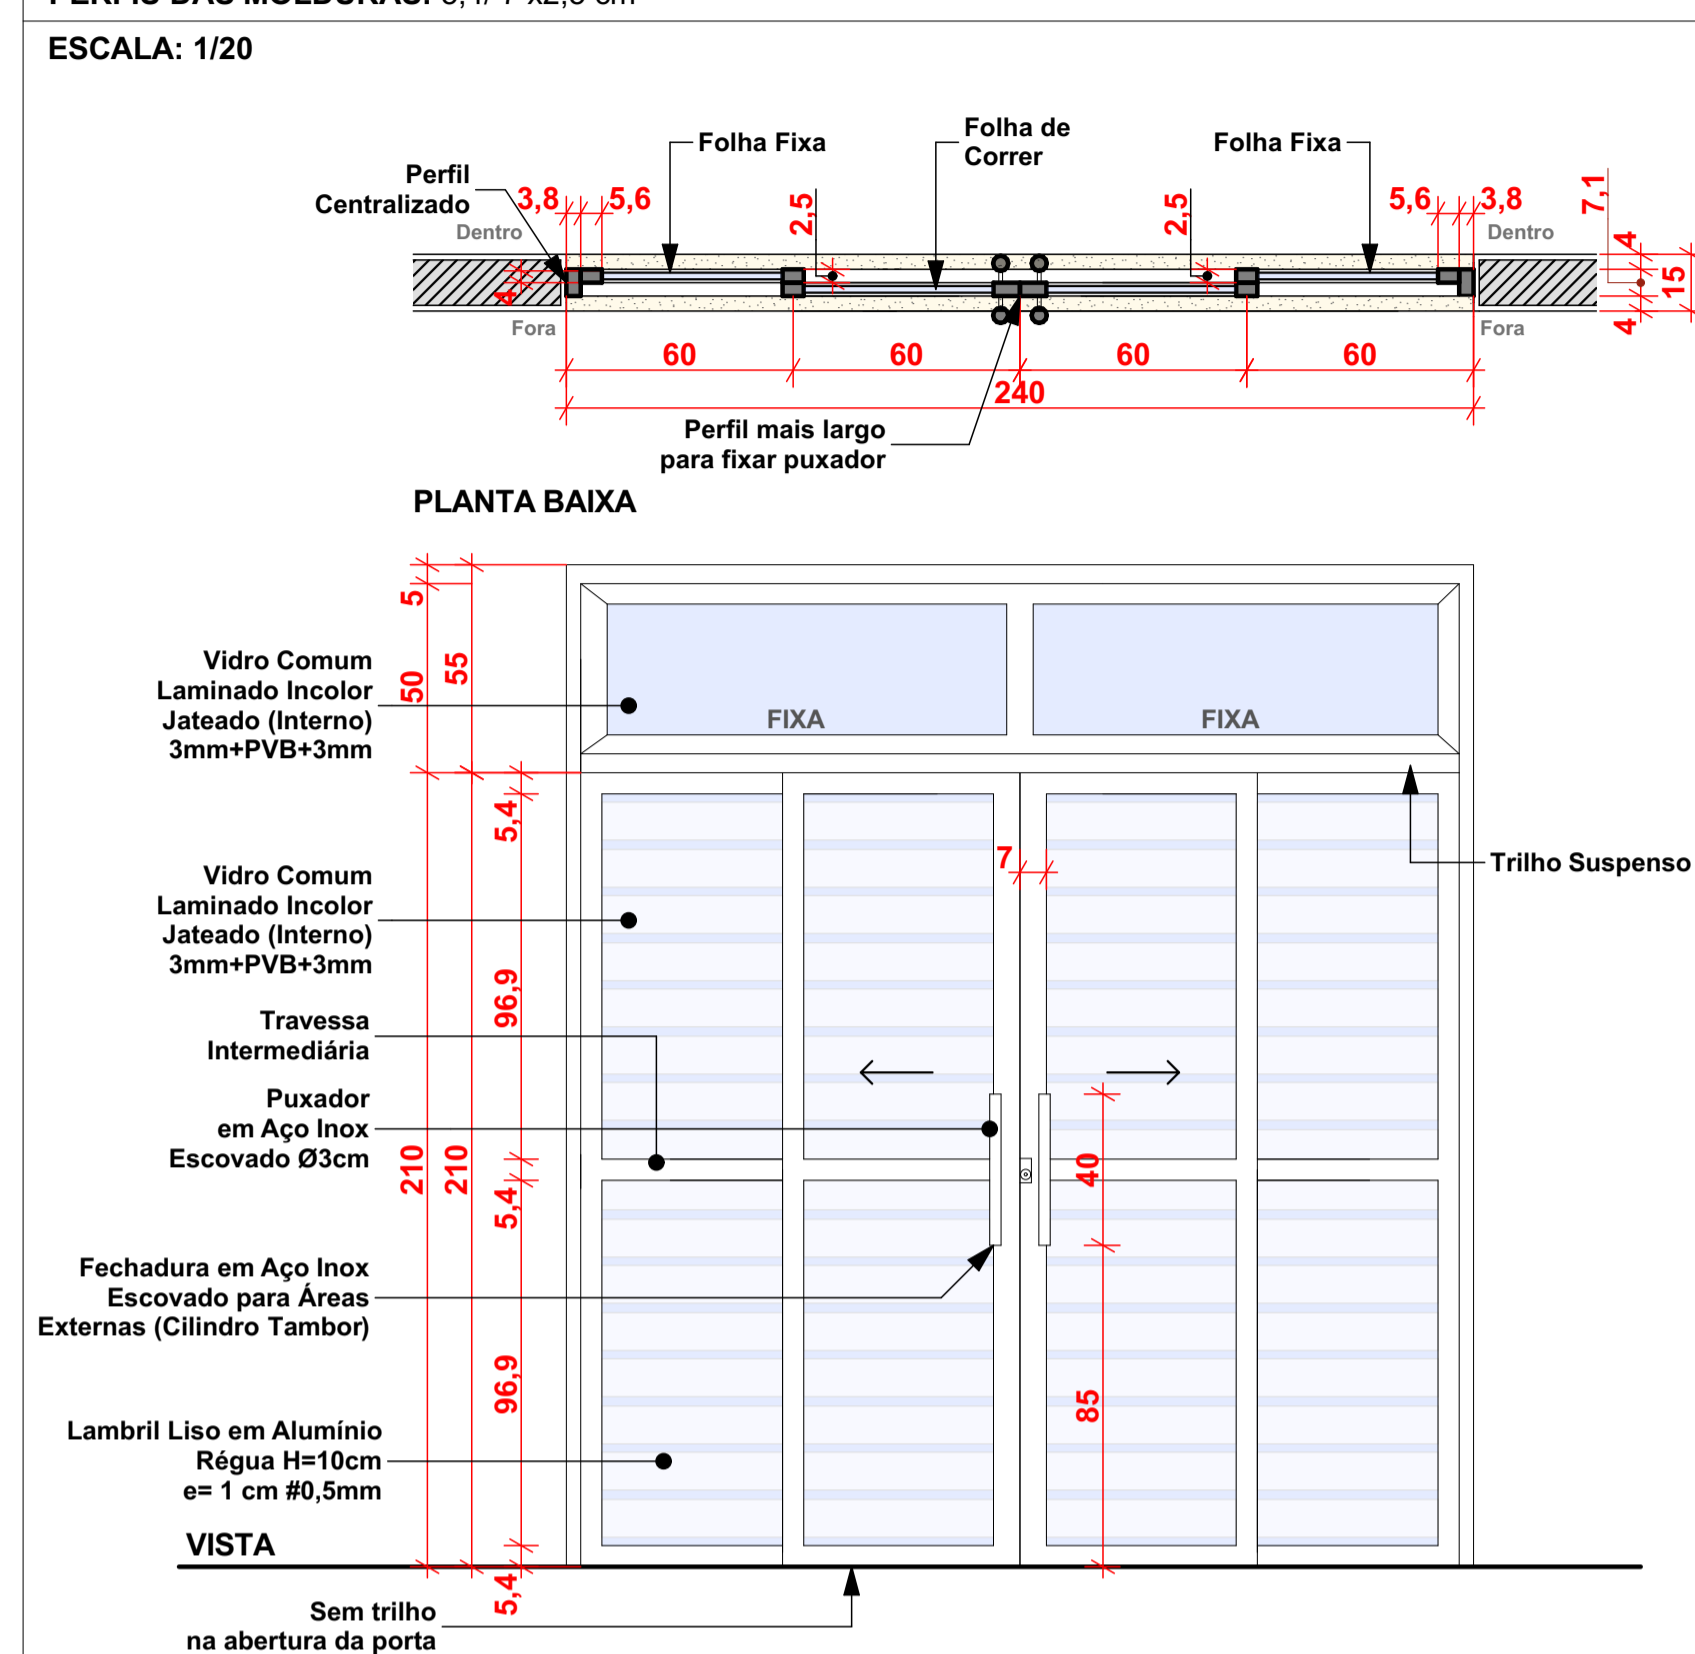 ESCALA: 1/20
Folha Fixa
Folha de
Correr
Folha Fixa
Perfil
Centralizado
3,8
5,6
2,5
2,5
5,6
3,8
7,1
Dentro
Dentro
4
4
15
4
Fora
Fora
60
60
60
60
240
Perfil mais largo
para fixar puxador
PLANTA BAIXA
5
50
55
Vidro Comum
Laminado Incolor
Jateado (Interno)
3mm+PVB+3mm
FIXA
FIXA
5,4
7
Trilho Suspenso
Vidro Comum
Laminado Incolor
Jateado (Interno)
3mm+PVB+3mm
96,9
Travessa
Intermediária
Puxador
em Aço Inox
Escovado Ø3cm
210
210
5,4
40
Fechadura em Aço Inox
Escovado para Áreas
Externas (Cilindro Tambor)
96,9
85
Lambril Liso em Alumínio
Régua H=10cm
e= 1 cm #0,5mm
VISTA
5,4
Sem trilho
na abertura da porta